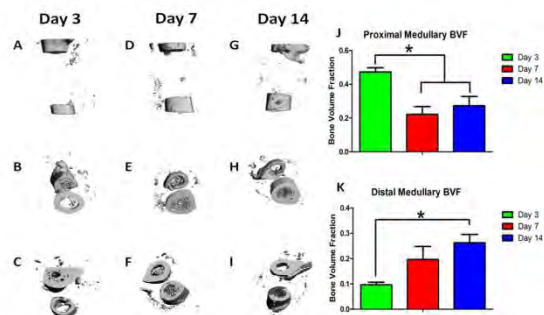 Day 3 Day 7 Day 14
A D G
B E H
C F I
J Proximal Medullary BVF
Bone Volume Fraction
0.6
0.4
0.2
0.0
*
Day 3
Day 7
Day 14
K Distal Medullary BVF
Bone Volume Fraction
0.4
0.3
0.2
0.1
0.0
*
Day 3
Day 7
Day 14